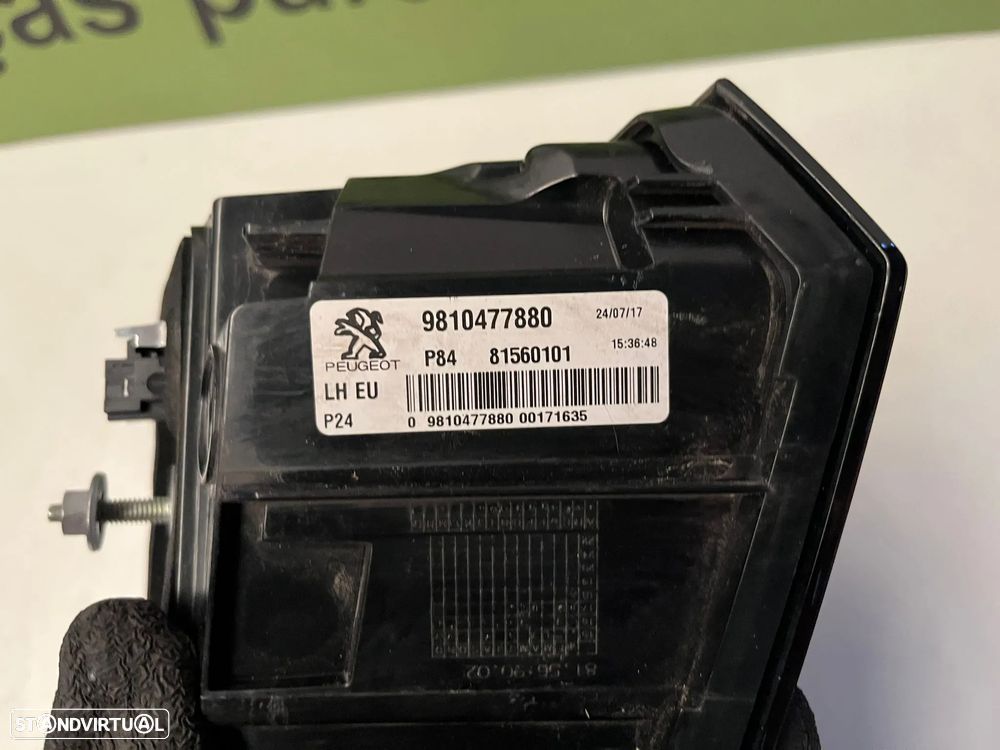 ças par
9810477880
24/07/17
P84 81560101
15:36:48
PEUGEOT
LH EU
P24
0 9810477880 00171635
81.56:90.02
STANDVIRTUAL